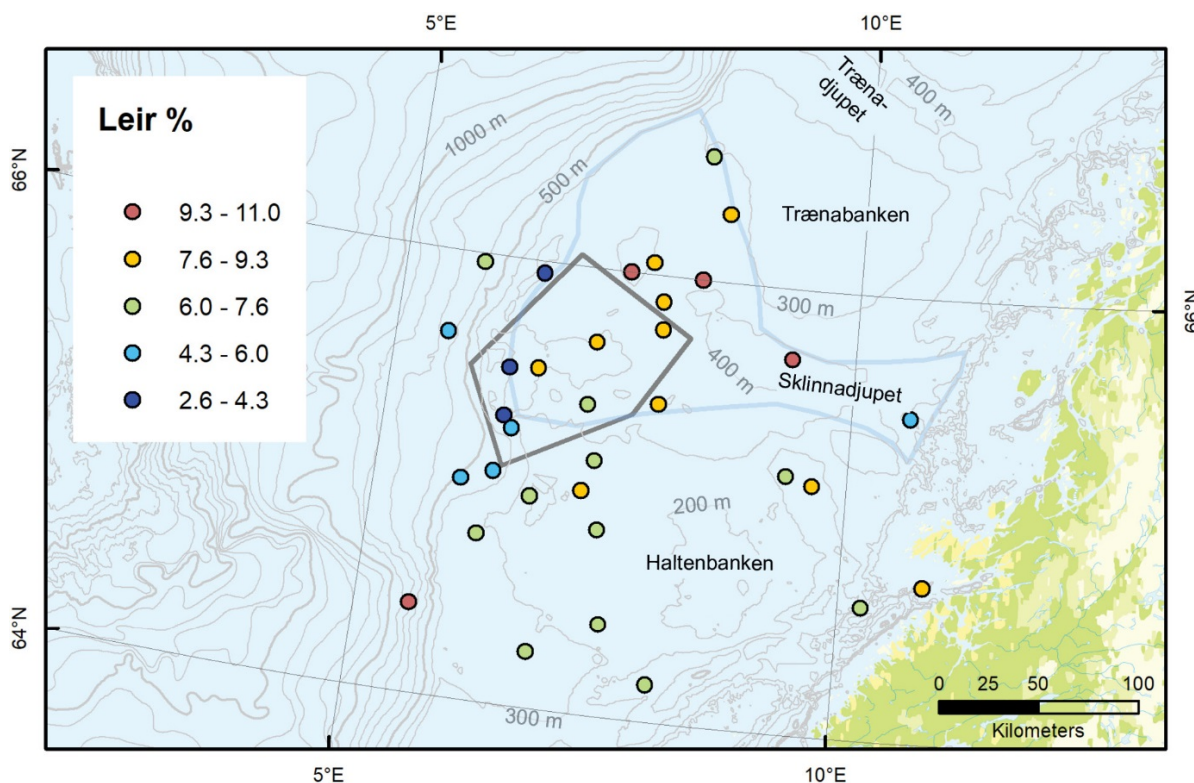 5°E
10°E
Leir %
9.3 - 11.0
7.6 - 9.3
6.0 - 7.6
4.3 - 6.0
2.6 - 4.3
66°N
64°N
1000 m
500 m
Træna-
djupet
400 m
Trænabanken
300 m
66°N
400 m
Sklinnadjupet
200 m
Haltenbanken
300 m
0 25 50 100
Kilometers
5°E
10°E